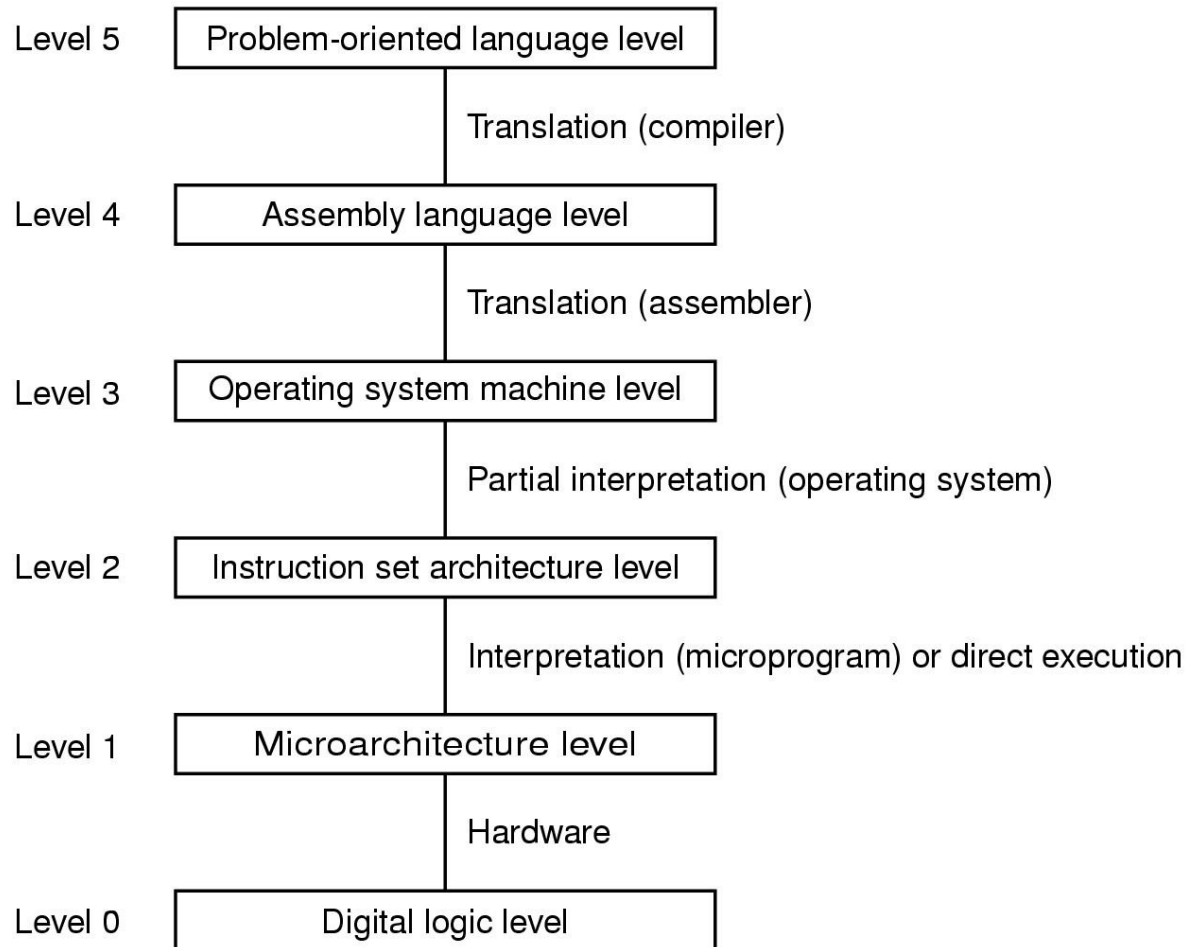 Level 5 Problem-oriented language level
Translation (compiler)
Level 4 Assembly language level
Translation (assembler)
Level 3 Operating system machine level
Partial interpretation (operating system)
Level 2 Instruction set architecture level
Interpretation (microprogram) or direct execution
Level 1 Microarchitecture level
Hardware
Level 0 Digital logic level